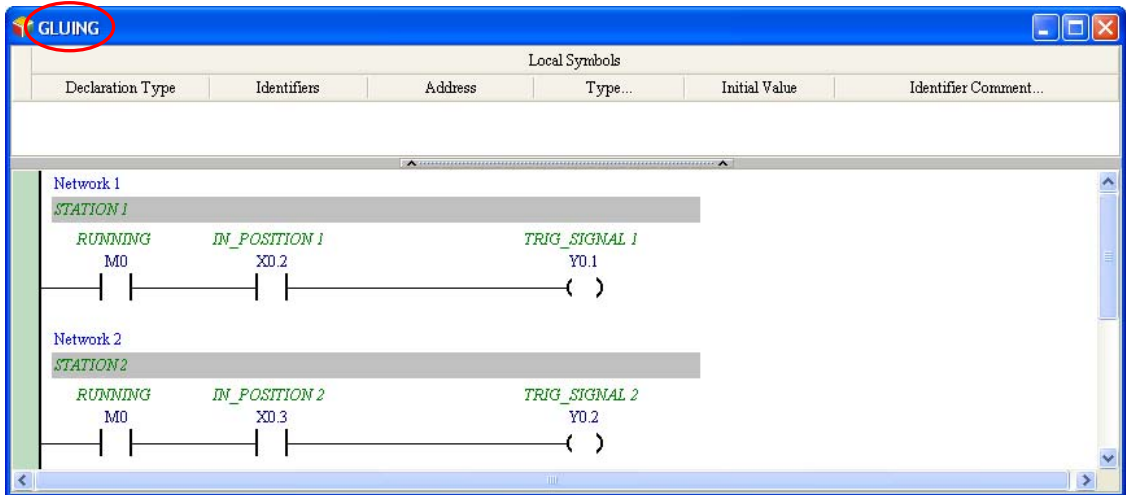 GLUING
Local Symbols
Declaration Type Identifiers Address Type... Initial Value Identifier Comment...
Network 1
STATION 1
RUNNING IN_POSITION 1 TRIG_SIGNAL 1
M0 X0.2 Y0.1
Network 2
STATION 2
RUNNING IN_POSITION 2 TRIG_SIGNAL 2
M0 X0.3 Y0.2